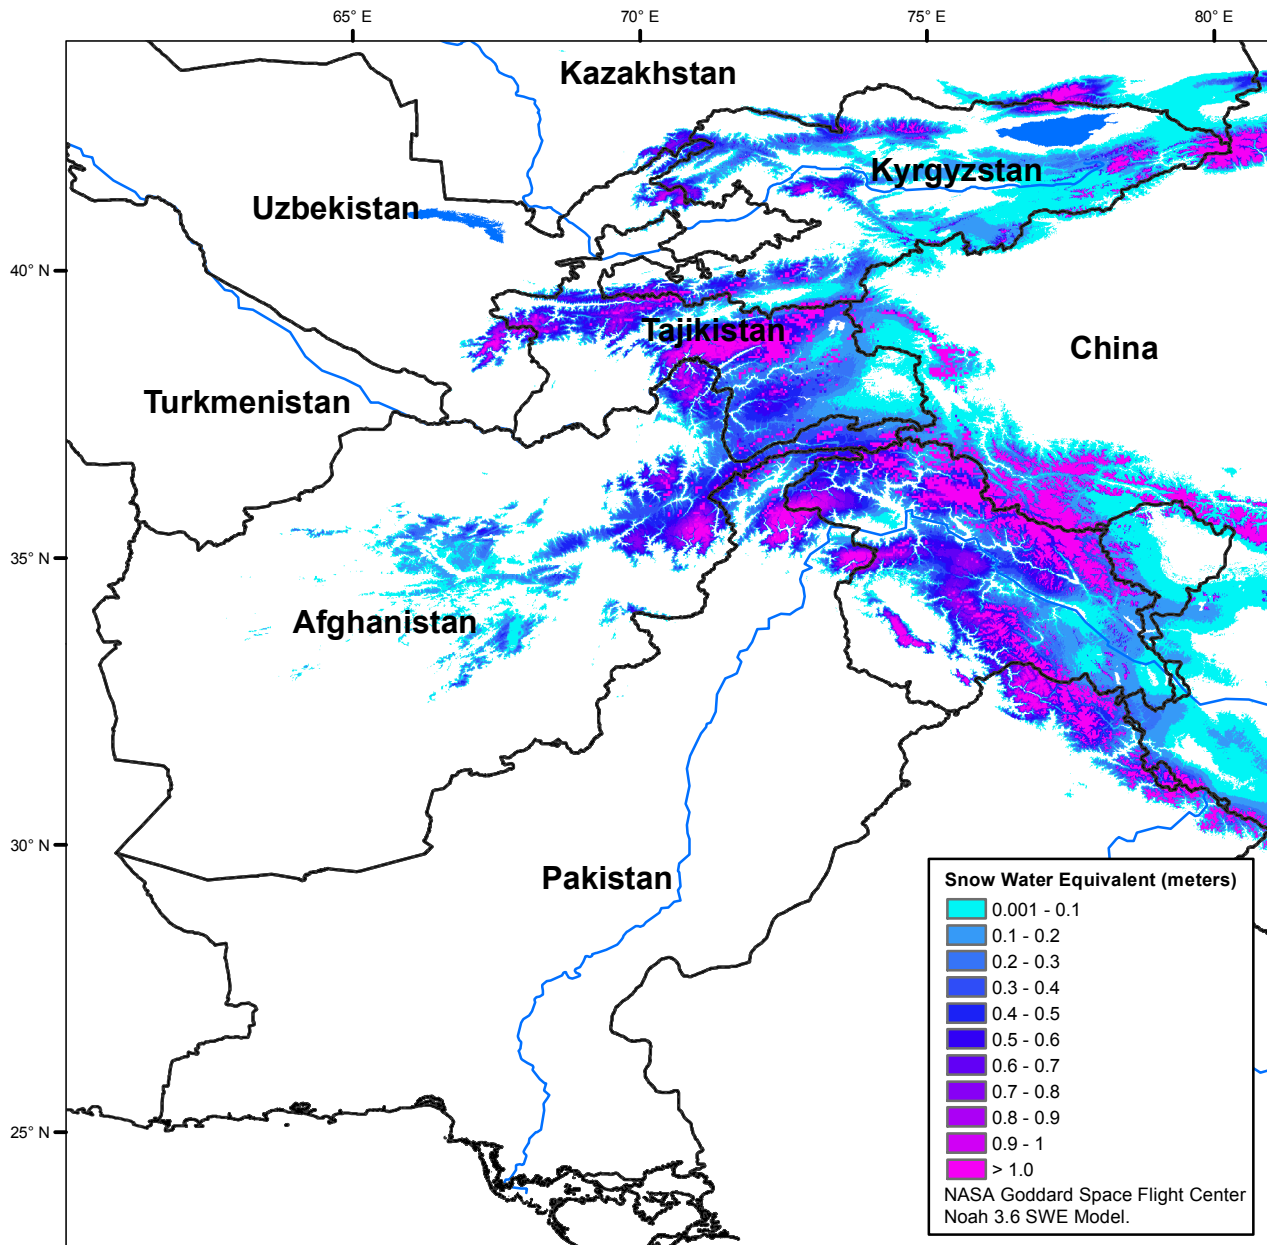 65° E
70° E
75° E
80° E
Kazakhstan
Kyrgyzstan
Uzbekistan
40° N
Tajikistan
China
Turkmenistan
35° N
Afghanistan
30° N
Pakistan
25° N
Snow Water Equivalent (meters)
0.001 - 0.1
0.1 - 0.2
0.2 - 0.3
0.3 - 0.4
0.4 - 0.5
0.5 - 0.6
0.6 - 0.7
0.7 - 0.8
0.8 - 0.9
0.9 - 1
> 1.0
NASA Goddard Space Flight Center
Noah 3.6 SWE Model.